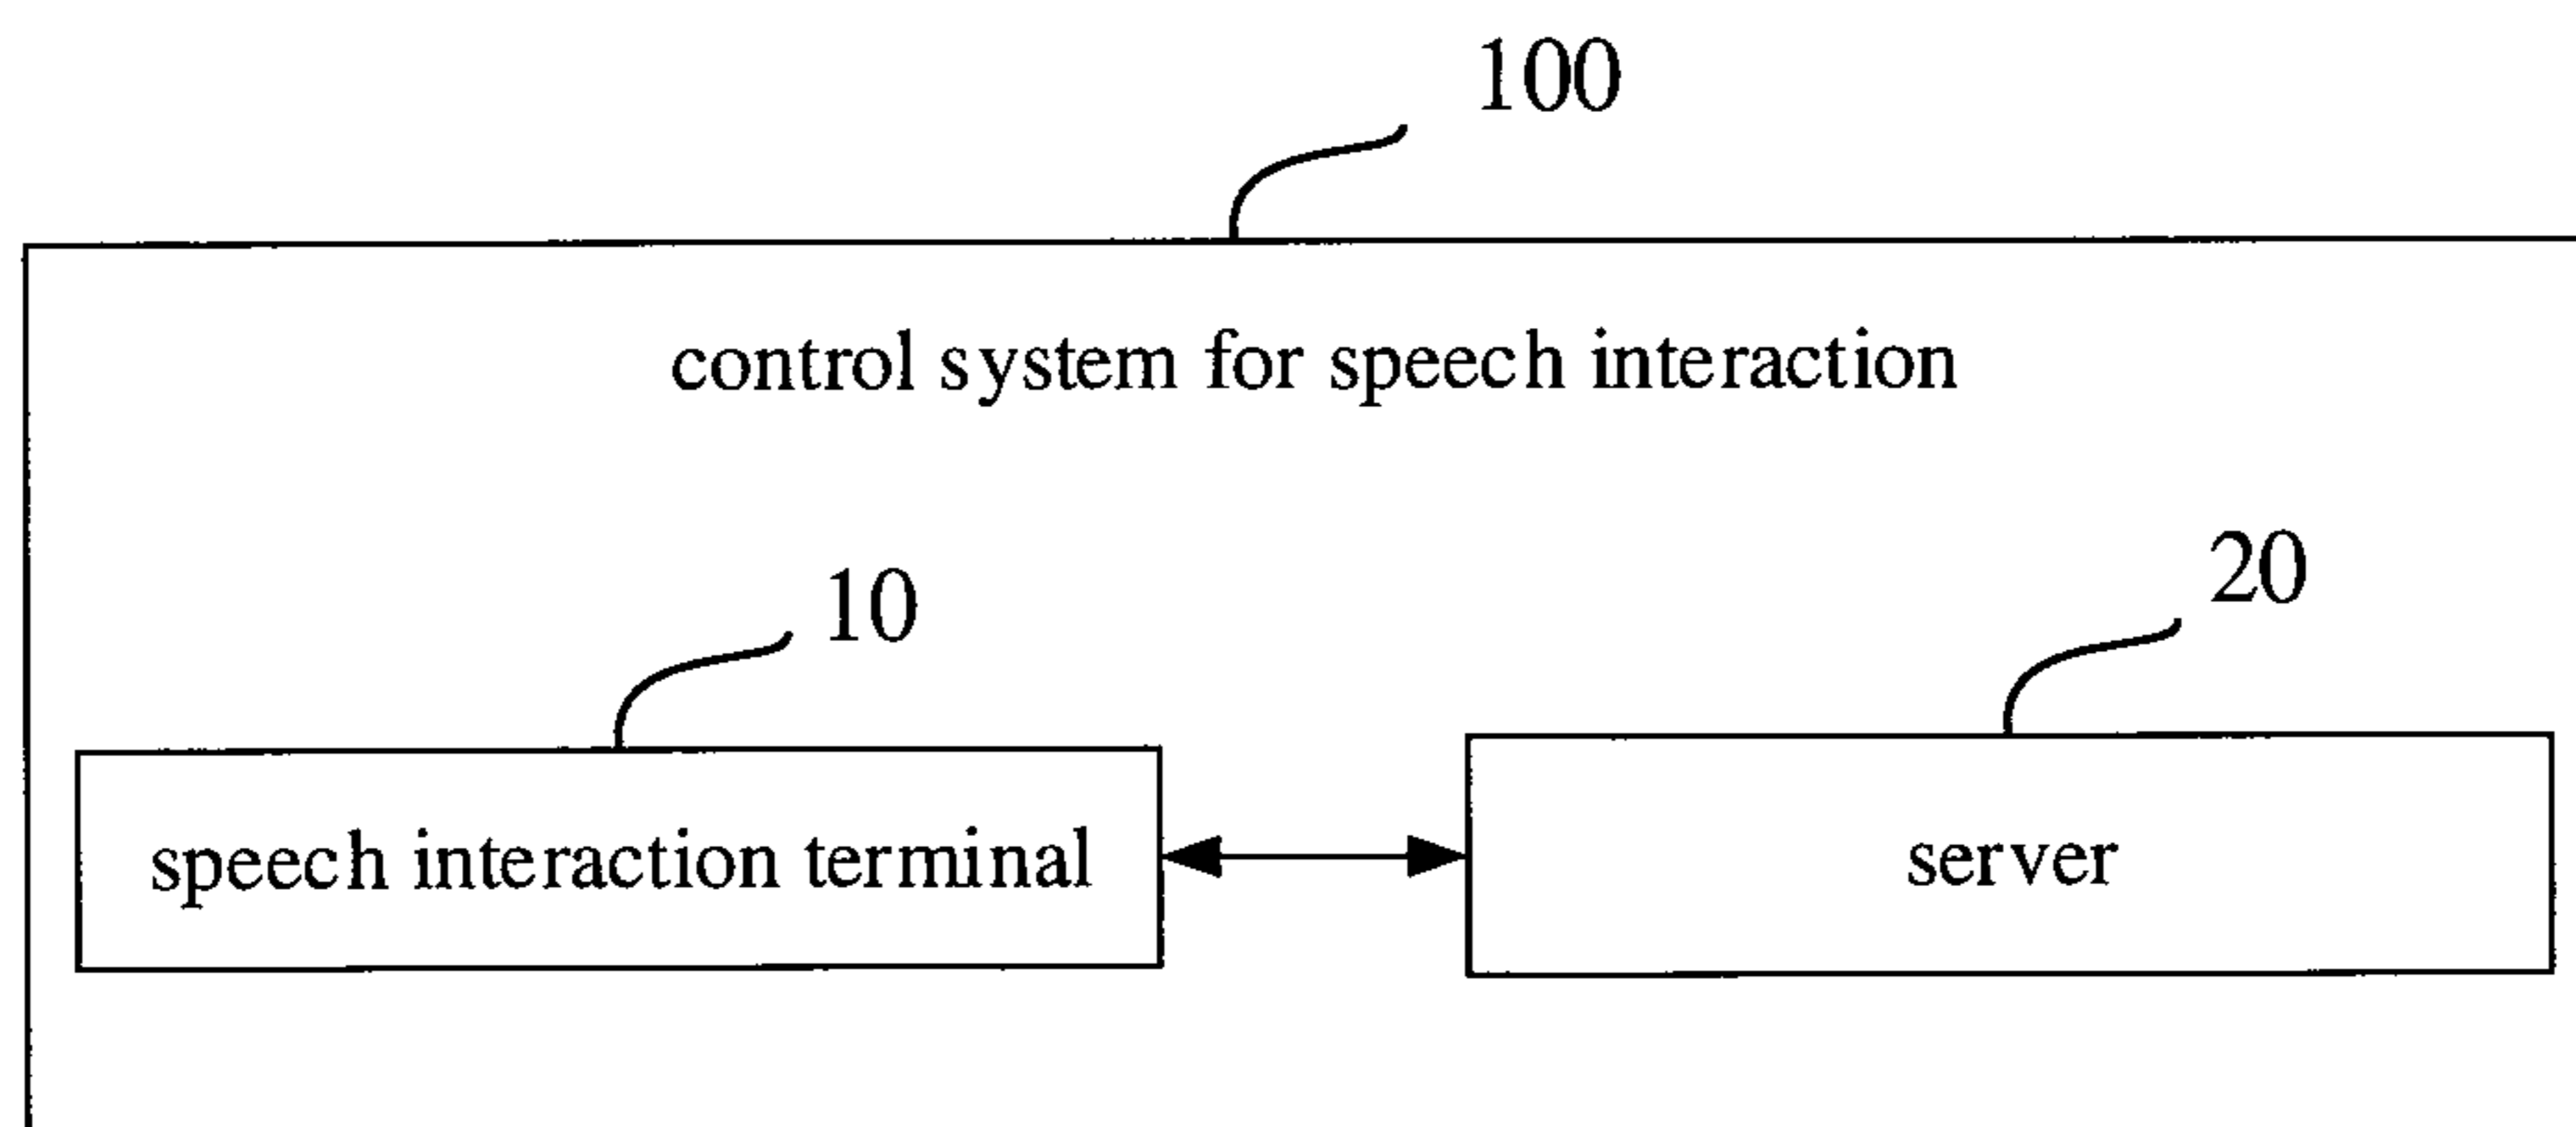 100
control system for speech interaction
10
20
speech interaction terminal
server